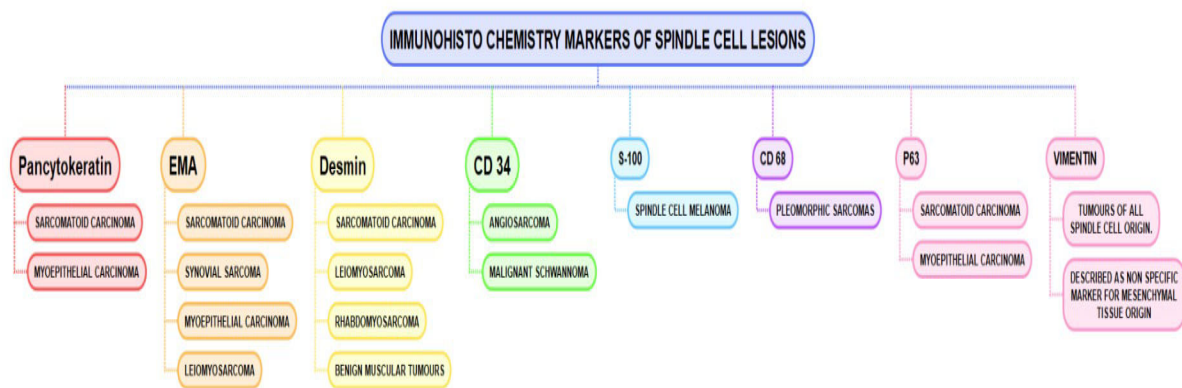 IMMUNOHISTO CHEMISTRY MARKERS OF SPINDLE CELL LESIONS
Pancytokeratin
SARCOMATOID CARCINOMA
MYOEPITHELIAL CARCINOMA
EMA
SARCOMATOID CARCINOMA
SYNOVIAL SARCOMA
MYOEPITHELIAL CARCINOMA
LEIOMYOSARCOMA
Desmin
SARCOMATOID CARCINOMA
LEIOMYOSARCOMA
RHABDOMYOSARCOMA
BENIGN MUSCULAR TUMOURS
CD 34
ANGIOSARCOMA
MALIGNANT SCHWANNOMA
S-100
SPINDLE CELL MELANOMA
CD 68
PLEOMORPHIC SARCOMAS
P63
SARCOMATOID CARCINOMA
MYOEPITHELIAL CARCINOMA
VIMENTIN
TUMOURS OF ALL
SPINDLE CELL ORIGIN.
DESCRIBED AS NON SPECIFIC
MARKER FOR MESENCHYMAL
TISSUE ORIGIN